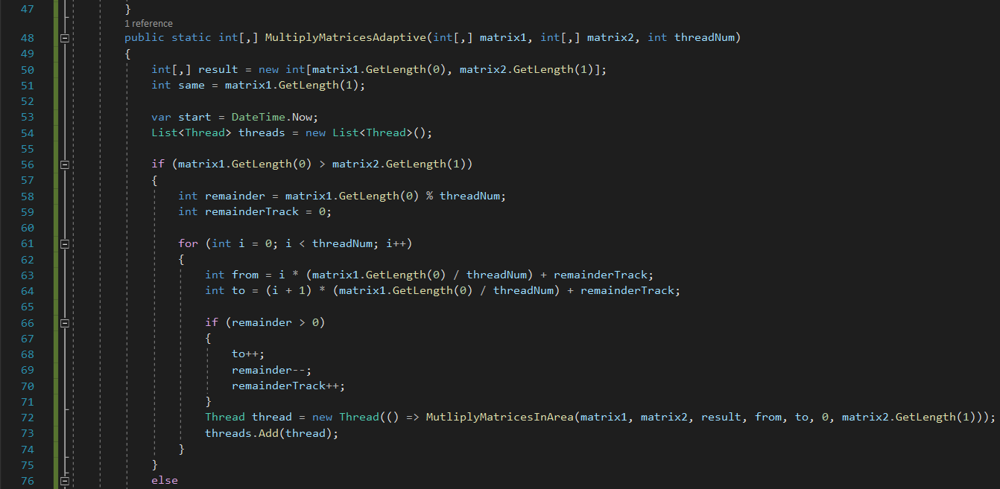 47 }
1 reference
48 public static int[,] MultiplyMatricesAdaptive(int[,] matrix1, int[,] matrix2, int threadNum)
49 {
50 int[,] result = new int[matrix1.GetLength(0), matrix2.GetLength(1)];
51 int same = matrix1.GetLength(1);
52
53 var start = DateTime.Now;
54 List<Thread> threads = new List<Thread>();
55
56 if (matrix1.GetLength(0) > matrix2.GetLength(1))
57 {
58 int remainder = matrix1.GetLength(0) % threadNum;
59 int remainderTrack = 0;
60
61 for (int i = 0; i < threadNum; i++)
62 {
63 int from = i * (matrix1.GetLength(0) / threadNum) + remainderTrack;
64 int to = (i + 1) * (matrix1.GetLength(0) / threadNum) + remainderTrack;
65
66 if (remainder > 0)
67 {
68 to++;
69 remainder--;
70 remainderTrack++;
71 }
72 Thread thread = new Thread(() => MutliplyMatricesInArea(matrix1, matrix2, result, from, to, 0, matrix2.GetLength(1)));
73 threads.Add(thread);
74 }
75 }
76 else